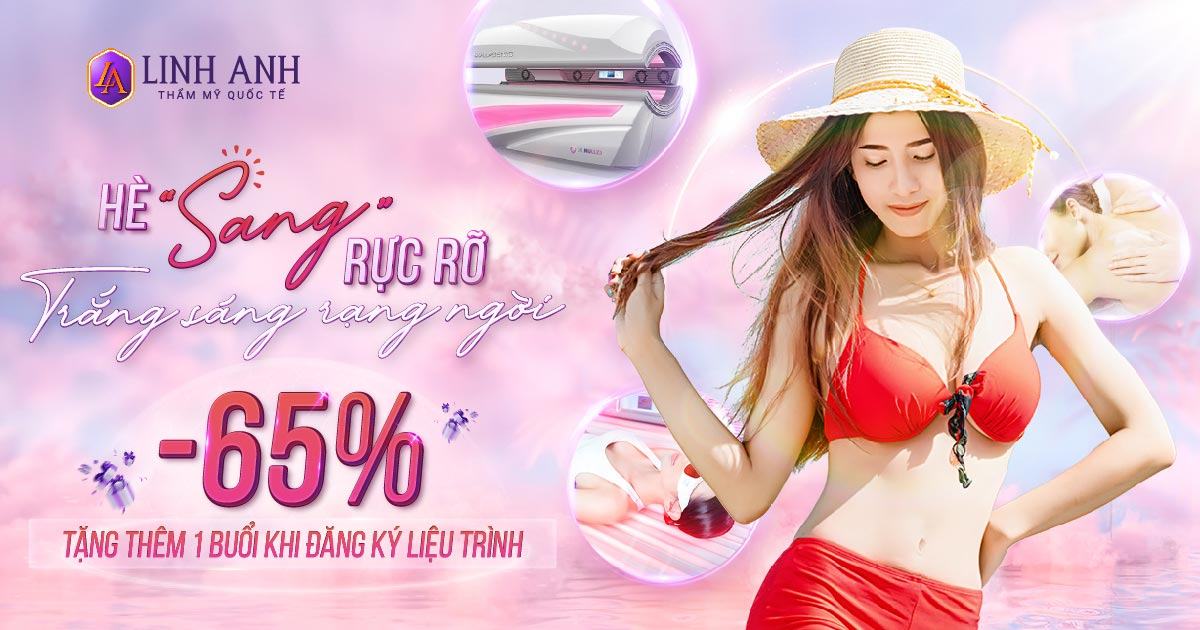 LINH ANH
THẨM MỸ QUỐC TẾ
HÈ "Sang" RỰC RỠ
Trắng sáng rạng ngời
-65%
TẶNG THÊM 1 BUỔI KHI ĐĂNG KÝ LIỆU TRÌNH